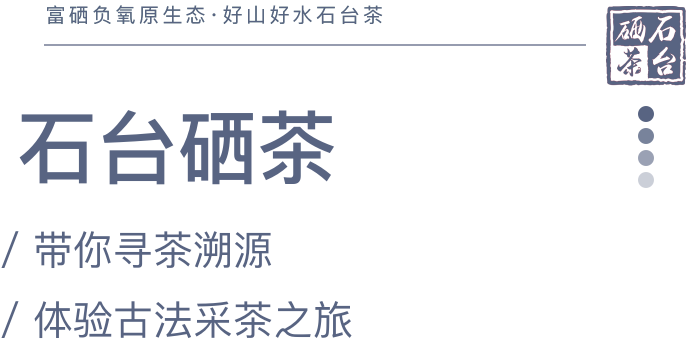 富硒负氧原生态·好山好水石台茶
石台
硒茶
石台硒茶
/ 带你寻茶溯源
/ 体验古法采茶之旅